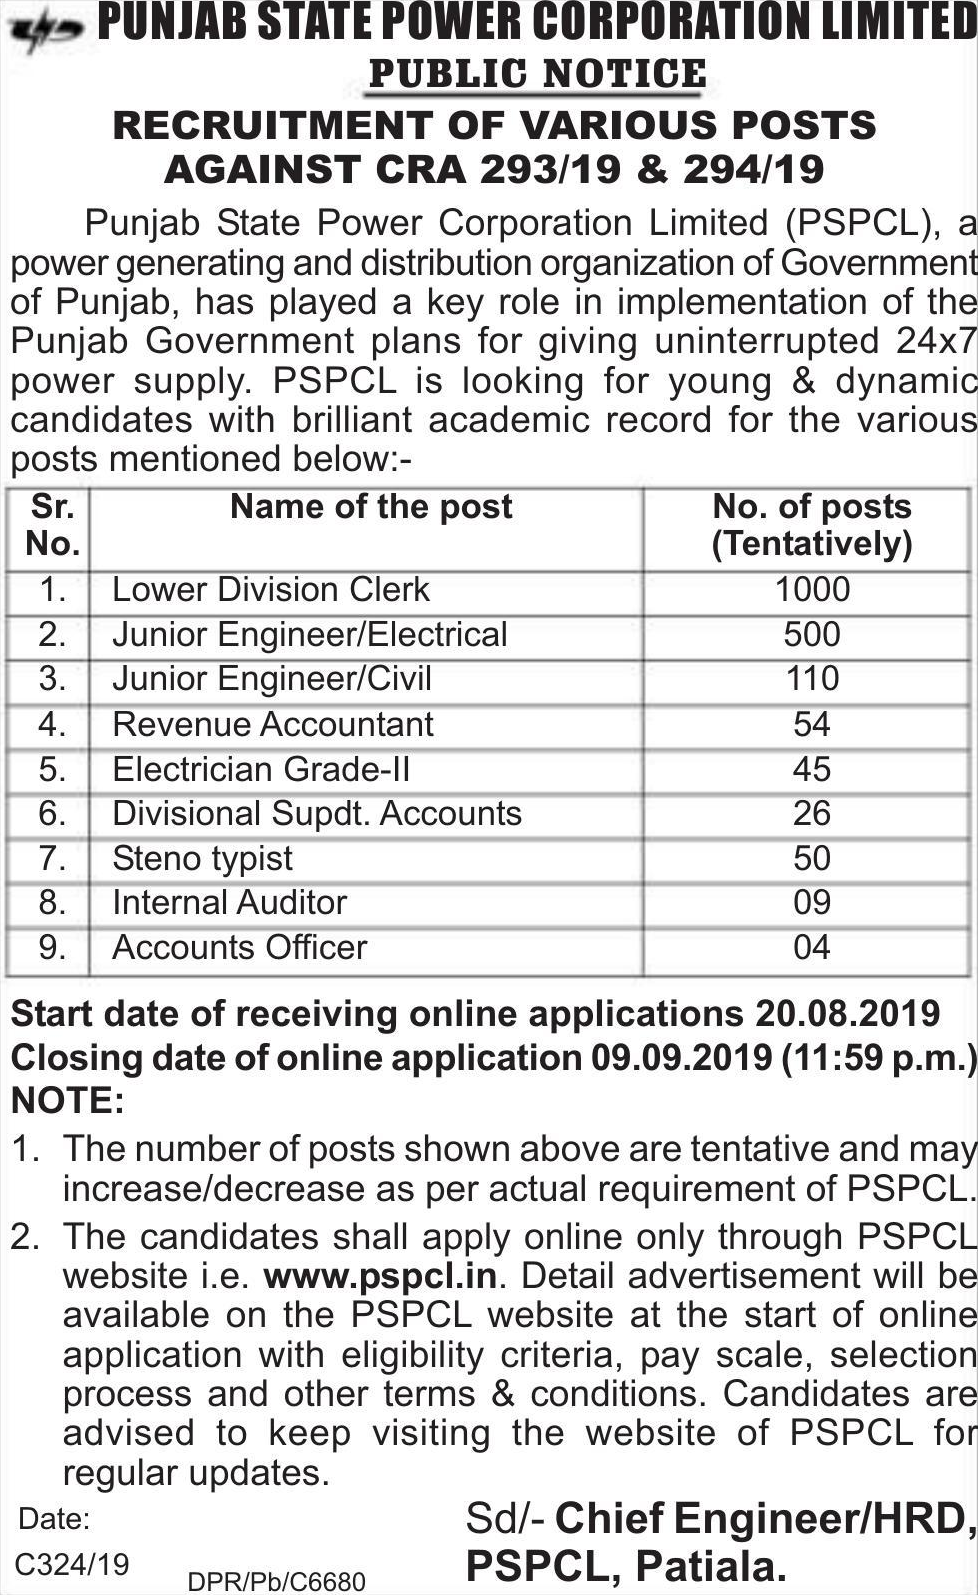 PUNJAB STATE POWER CORPORATION LIMITED
PUBLIC NOTICE
RECRUITMENT OF VARIOUS POSTS
AGAINST CRA 293/19 & 294/19
Punjab State Power Corporation Limited (PSPCL), a
power generating and distribution organization of Government
of Punjab, has played a key role in implementation of the
Punjab Government plans for giving uninterrupted 24x7
power supply. PSPCL is looking for young & dynamic
candidates with brilliant academic record for the various
posts mentioned below:-
Sr. No. Name of the post No. of posts (Tentatively)
1. Lower Division Clerk 1000
2. Junior Engineer/Electrical 500
3. Junior Engineer/Civil 110
4. Revenue Accountant 54
5. Electrician Grade-II 45
6. Divisional Supdt. Accounts 26
7. Steno typist 50
8. Internal Auditor 09
9. Accounts Officer 04
Start date of receiving online applications 20.08.2019
Closing date of online application 09.09.2019 (11:59 p.m.)
NOTE:
1. The number of posts shown above are tentative and may
increase/decrease as per actual requirement of PSPCL.
2. The candidates shall apply online only through PSPCL
website i.e. www.pspcl.in. Detail advertisement will be
available on the PSPCL website at the start of online
application with eligibility criteria, pay scale, selection
process and other terms & conditions. Candidates are
advised to keep visiting the website of PSPCL for
regular updates.
Date: Sd/- Chief Engineer/HRD,
C324/19 DPR/Pb/C6680 PSPCL, Patiala.